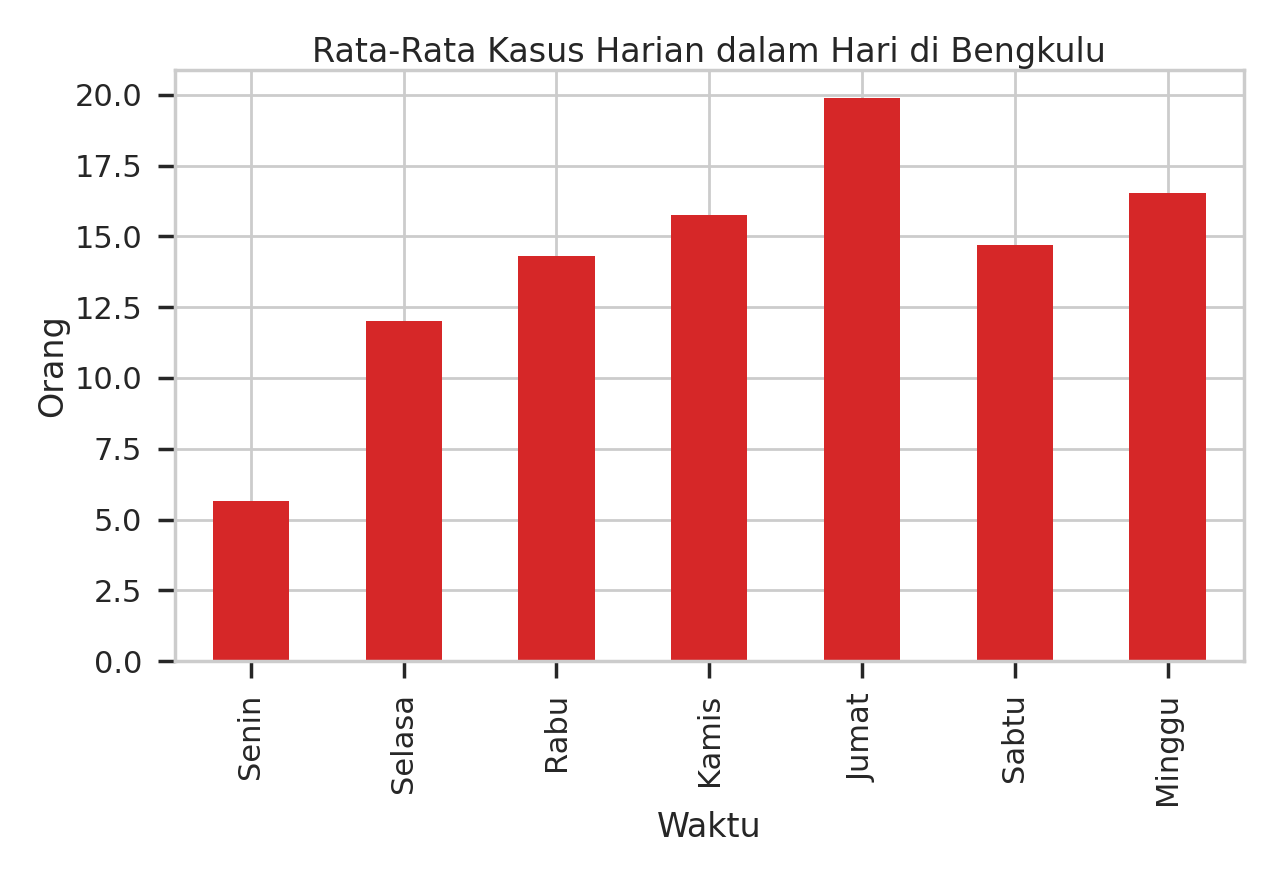 Rata-Rata Kasus Harian dalam Hari di Bengkulu
20.0
17.5
15.0
12.5
10.0
7.5
5.0
2.5
0.0
Orang
Senin
Selasa
Rabu
Kamis
Jumat
Sabtu
Minggu
Waktu